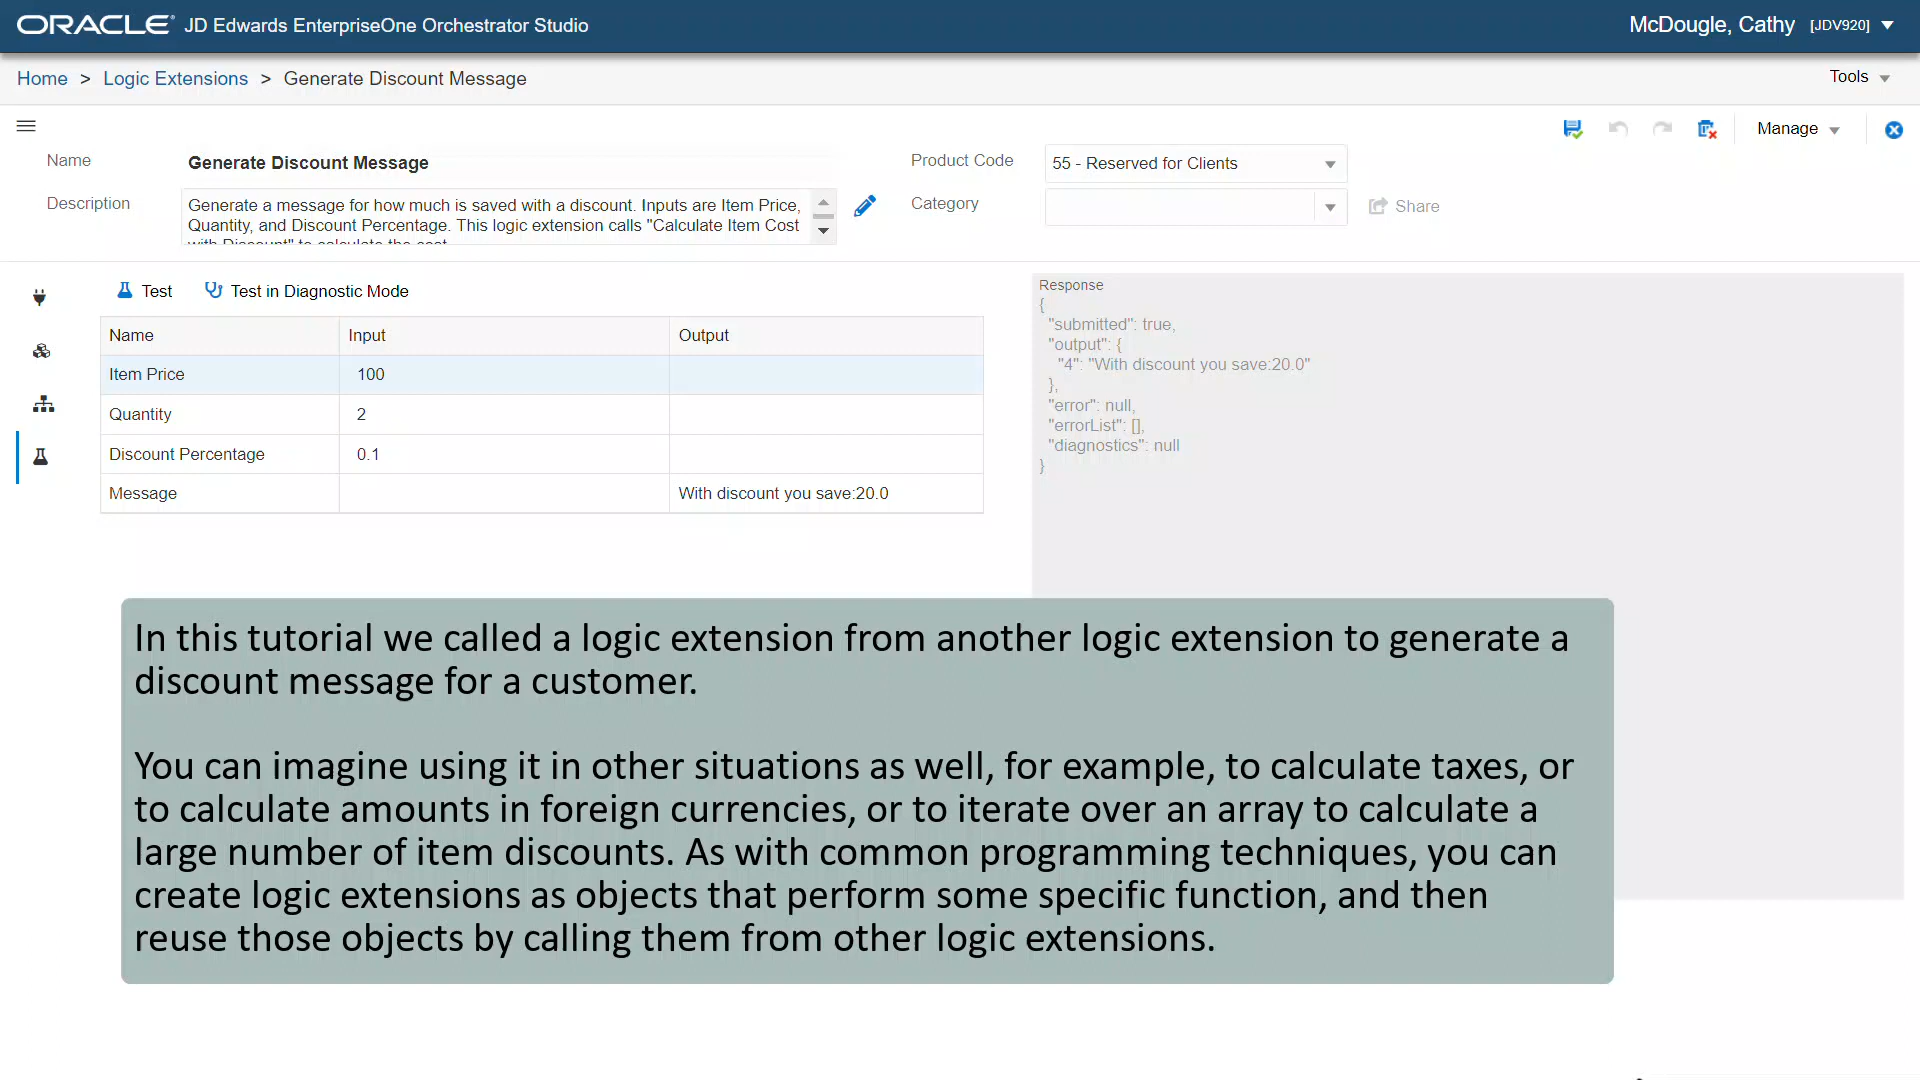 ORACLE JD Edwards EnterpriseOne Orchestrator Studio
McDougle, Cathy [JDV920]
Home > Logic Extensions > Generate Discount Message
Tools
Manage
Name Generate Discount Message
Product Code 55 - Reserved for Clients
Description Generate a message for how much is saved with a discount. Inputs are Item Price,
Quantity, and Discount Percentage. This logic extension calls "Calculate Item Cost
with Discount" to calculate the cost
Category
Share
Test Test in Diagnostic Mode
Name Input Output
Item Price 100
Quantity 2
Discount Percentage 0.1
Message With discount you save:20.0
Response
{
"submitted": true,
"output": {
"4": "With discount you save:20.0"
},
"error": null,
"errorList": [],
"diagnostics": null
}
In this tutorial we called a logic extension from another logic extension to generate a
discount message for a customer.
You can imagine using it in other situations as well, for example, to calculate taxes, or
to calculate amounts in foreign currencies, or to iterate over an array to calculate a
large number of item discounts. As with common programming techniques, you can
create logic extensions as objects that perform some specific function, and then
reuse those objects by calling them from other logic extensions.